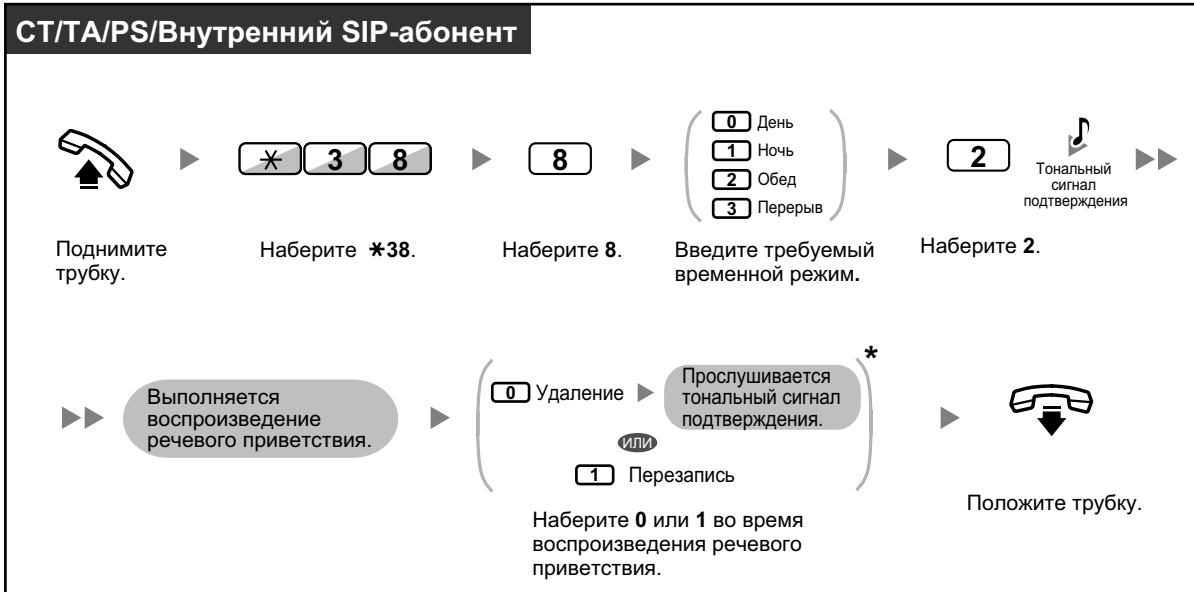 СТ/ТА/PS/Внутренний SIP-абонент
0 День
1 Ночь
2 Обед
3 Перерыв
✳ 3 8
8
2
Тональный
сигнал
подтверждения
Поднимите
трубку.
Наберите ✳38.
Наберите 8.
Введите требуемый
временной режим.
Наберите 2.
Выполняется
воспроизведение
речевого приветствия.
0 Удаление
Прослушивается
тональный сигнал
подтверждения.
*
ИЛИ
1 Перезапись
Наберите 0 или 1 во время
воспроизведения речевого
приветствия.
Положите трубку.